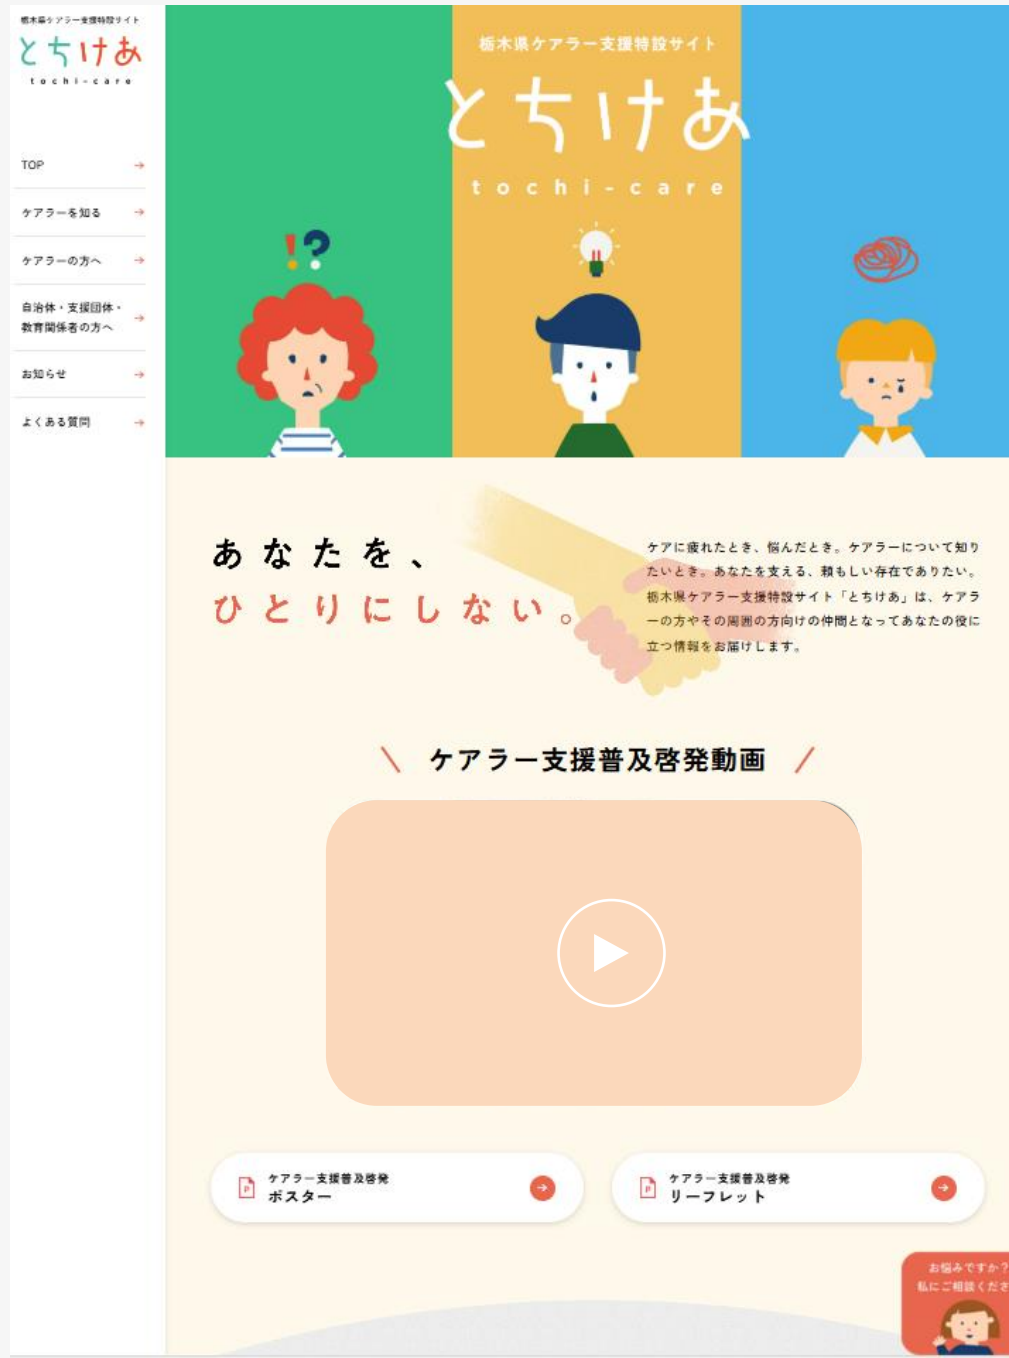 栃木県ケアラー支援特設サイト
とちけあ
tochi-care
TOP
ケアラーを知る
ケアラーの方へ
自治体・支援団体・
教育関係者の方へ
お知らせ
よくある質問
栃木県ケアラー支援特設サイト
とちけあ
tochi-care
!?
あなたを、
ひとりにしない。
ケアに疲れたとき、悩んだとき。ケアラーについて知り
たいとき。あなたを支える、頼もしい存在でありたい。
栃木県ケアラー支援特設サイト「とちけあ」は、ケアラ
ーの方やその周囲の方向けの仲間となってあなたの役に
立つ情報をお届けします。
ケアラー支援普及啓発動画
ケアラー支援普及啓発
ポスター
ケアラー支援普及啓発
リーフレット
お悩みですか?
私にご相談くださ